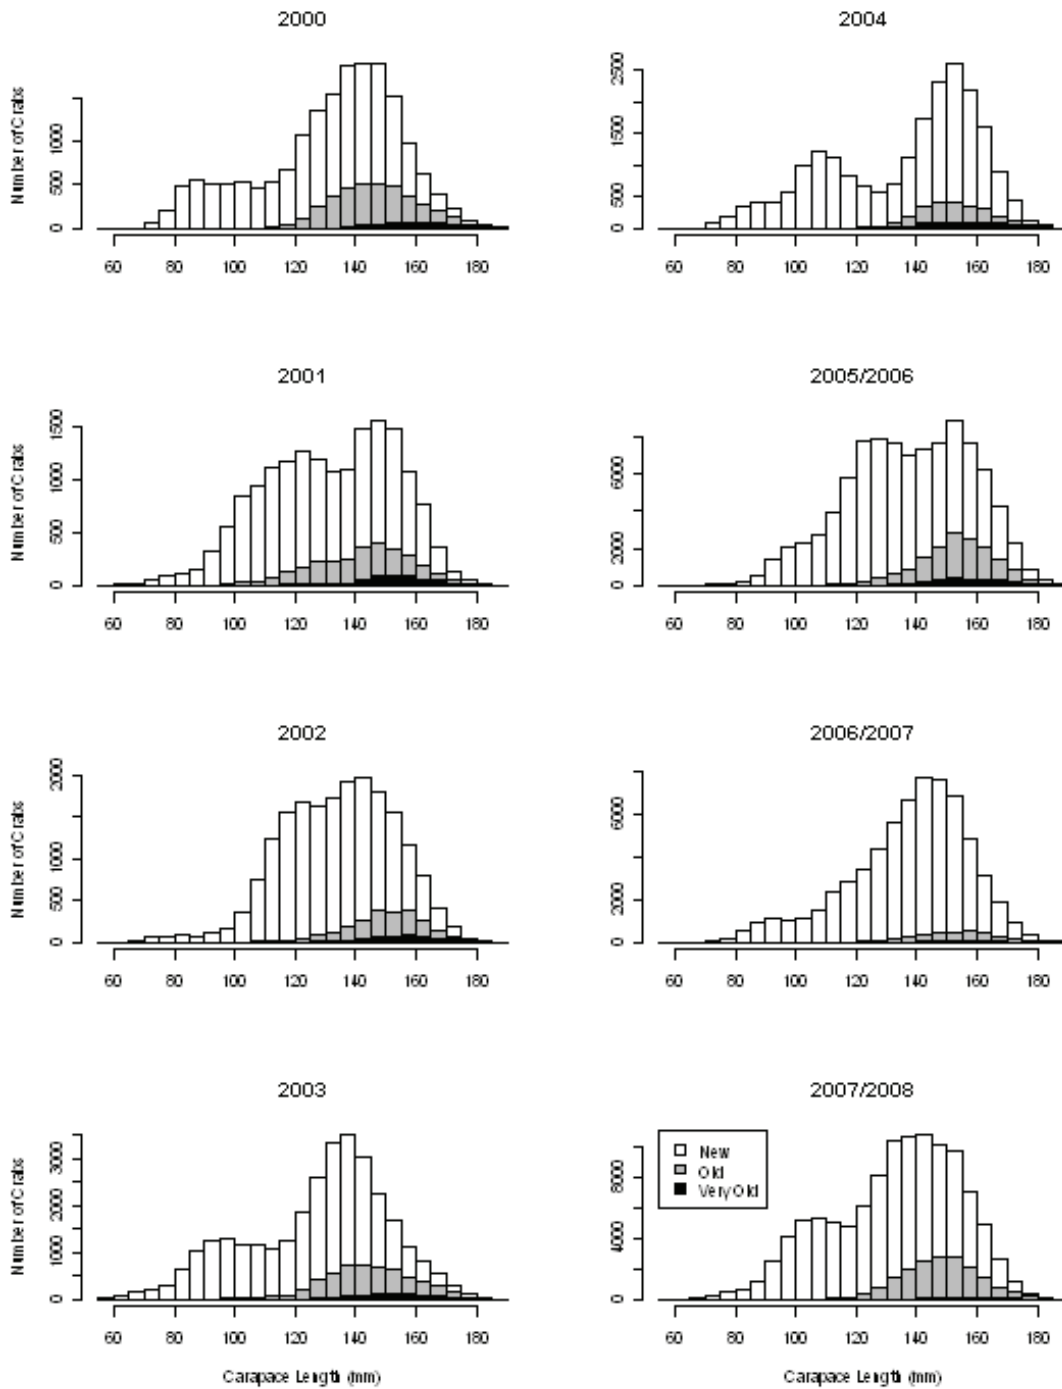 2000
Number of Crabs
0 500 1000
60 80 100 120 140 160 180
2004
0 500 1500 2500
60 80 100 120 140 160 180
2001
Number of Crabs
0 500 1000 1500
60 80 100 120 140 160 180
2005/2006
0 2000 6000
60 80 100 120 140 160 180
2002
Number of Crabs
0 500 1000 2000
60 80 100 120 140 160 180
2006/2007
0 2000 6000
60 80 100 120 140 160 180
2003
Number of Crabs
0 1000 2000 3000
60 80 100 120 140 160 180
Carapace Length (mm)
2007/2008
New
Old
Very Old
0 4000 8000
60 80 100 120 140 160 180
Carapace Length (mm)